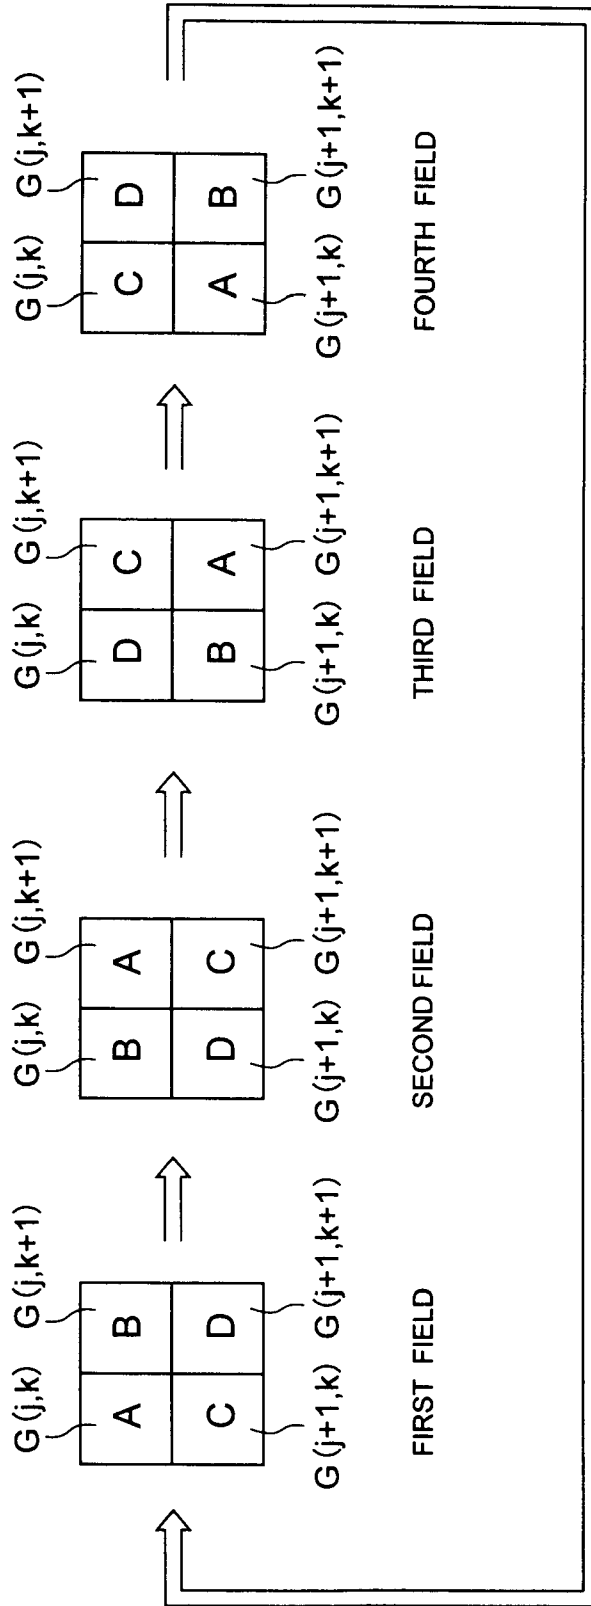 G(j,k) G(j,k+1)
A B
C D
G(j+1,k) G(j+1,k+1)
FIRST FIELD
G(j,k) G(j,k+1)
B A
D C
G(j+1,k) G(j+1,k+1)
SECOND FIELD
G(j,k) G(j,k+1)
D C
B A
G(j+1,k) G(j+1,k+1)
THIRD FIELD
G(j,k) G(j,k+1)
C D
A B
G(j+1,k) G(j+1,k+1)
FOURTH FIELD